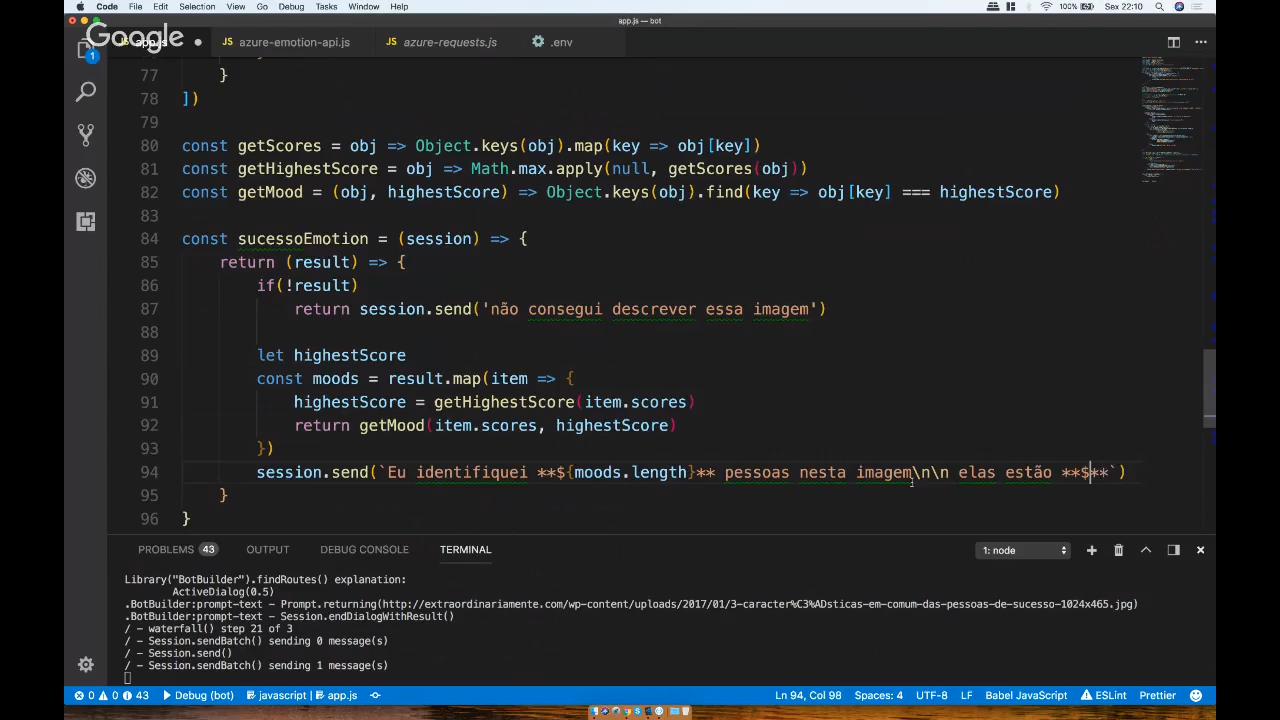 Code File Edit Selection View Go Debug Tasks Window Help 100% Sex 22:10
app.js — bot
Google
app.js azure-emotion-api.js azure-requests.js .env
1
77 }
78 ])
79
80 const getScores = obj => Object.keys(obj).map(key => obj[key])
81 const getHighestScore = obj => Math.max.apply(null, getScores(obj))
82 const getMood = (obj, highestScore) => Object.keys(obj).find(key => obj[key] === highestScore)
83
84 const sucessoEmotion = (session) => {
85 return (result) => {
86 if(!result)
87 return session.send('não consegui descrever essa imagem')
88
89 let highestScore
90 const moods = result.map(item => {
91 highestScore = getHighestScore(item.scores)
92 return getMood(item.scores, highestScore)
93 })
94 session.send(`Eu identifiquei **${moods.length}** pessoas nesta imagem\n\n elas estão **$**`)
95 }
96 }
PROBLEMS 43 OUTPUT DEBUG CONSOLE TERMINAL 1: node
Library("BotBuilder").findRoutes() explanation:
ActiveDialog(0.5)
.BotBuilder:prompt-text - Prompt.returning(http://extraordinariamente.com/wp-content/uploads/2017/01/3-caracter%C3%ADsticas-em-comum-das-pessoas-de-sucesso-1024x465.jpg)
.BotBuilder:prompt-text - Session.endDialogWithResult()
/ - waterfall() step 21 of 3
/ - Session.sendBatch() sending 0 message(s)
/ - Session.send()
/ - Session.sendBatch() sending 1 message(s)
0 0 43 Debug (bot) javascript app.js Ln 94, Col 98 Spaces: 4 UTF-8 LF Babel JavaScript ESLint Prettier